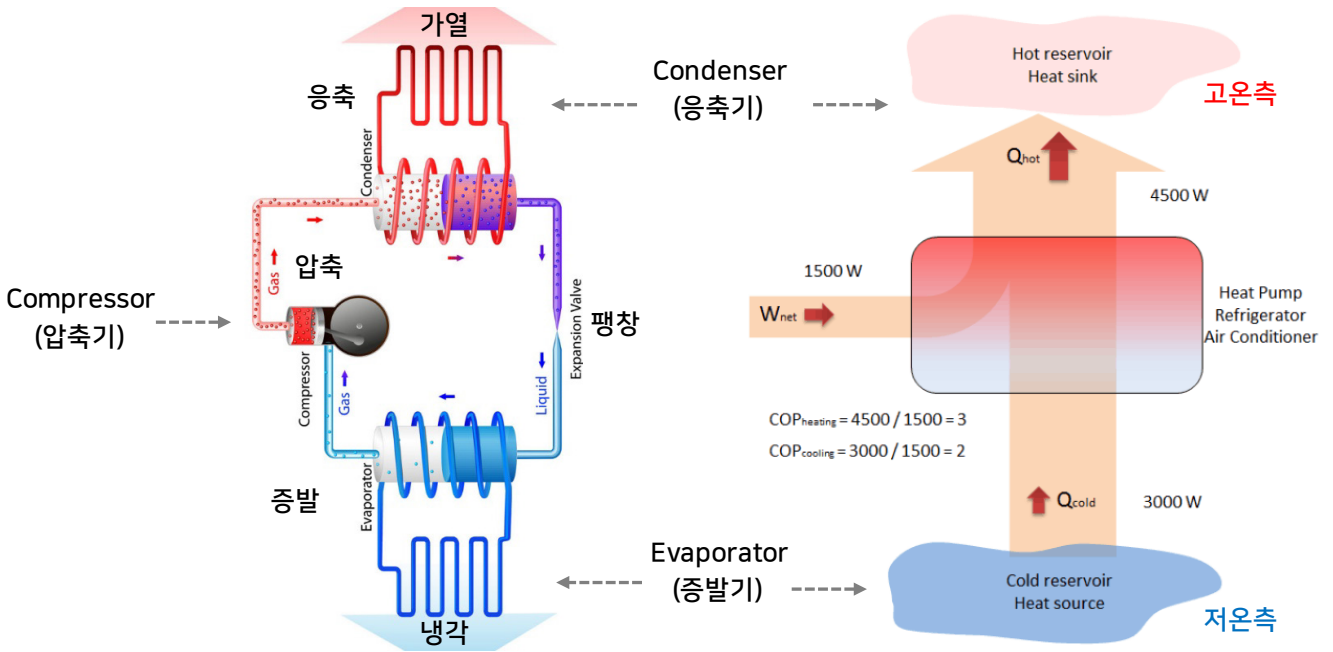 가열
응축
Condenser
Gas
압축
Compressor
(압축기)
Compressor
Gas
Expansion Valve
팽창
Liquid
증발
Evaporator
냉각
Condenser
(응축기)
Evaporator
(증발기)
Hot reservoir
Heat sink
고온측
Qhot
4500 W
1500 W
Wnet
Heat Pump
Refrigerator
Air Conditioner
COPheating = 4500 / 1500 = 3
COPcooling = 3000 / 1500 = 2
Qcold
3000 W
Cold reservoir
Heat source
저온측